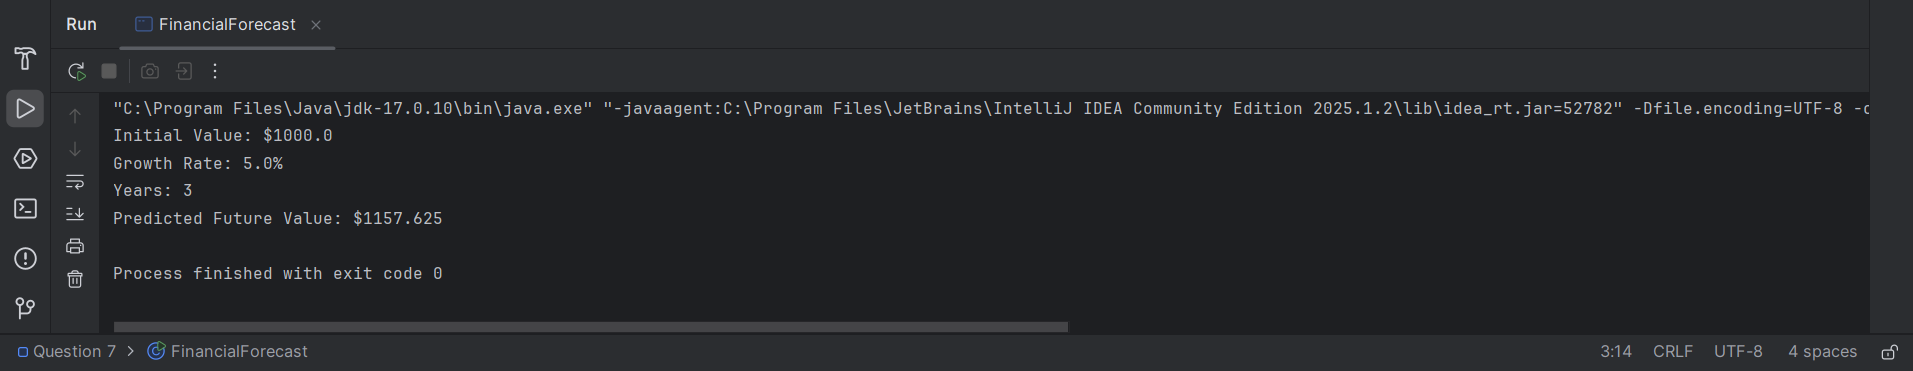 Run FinancialForecast
"C:\Program Files\Java\jdk-17.0.10\bin\java.exe" "-javaagent:C:\Program Files\JetBrains\IntelliJ IDEA Community Edition 2025.1.2\lib\idea_rt.jar=52782" -Dfile.encoding=UTF-8 -c
Initial Value: $1000.0
Growth Rate: 5.0%
Years: 3
Predicted Future Value: $1157.625
Process finished with exit code 0
Question 7 > FinancialForecast 3:14 CRLF UTF-8 4 spaces